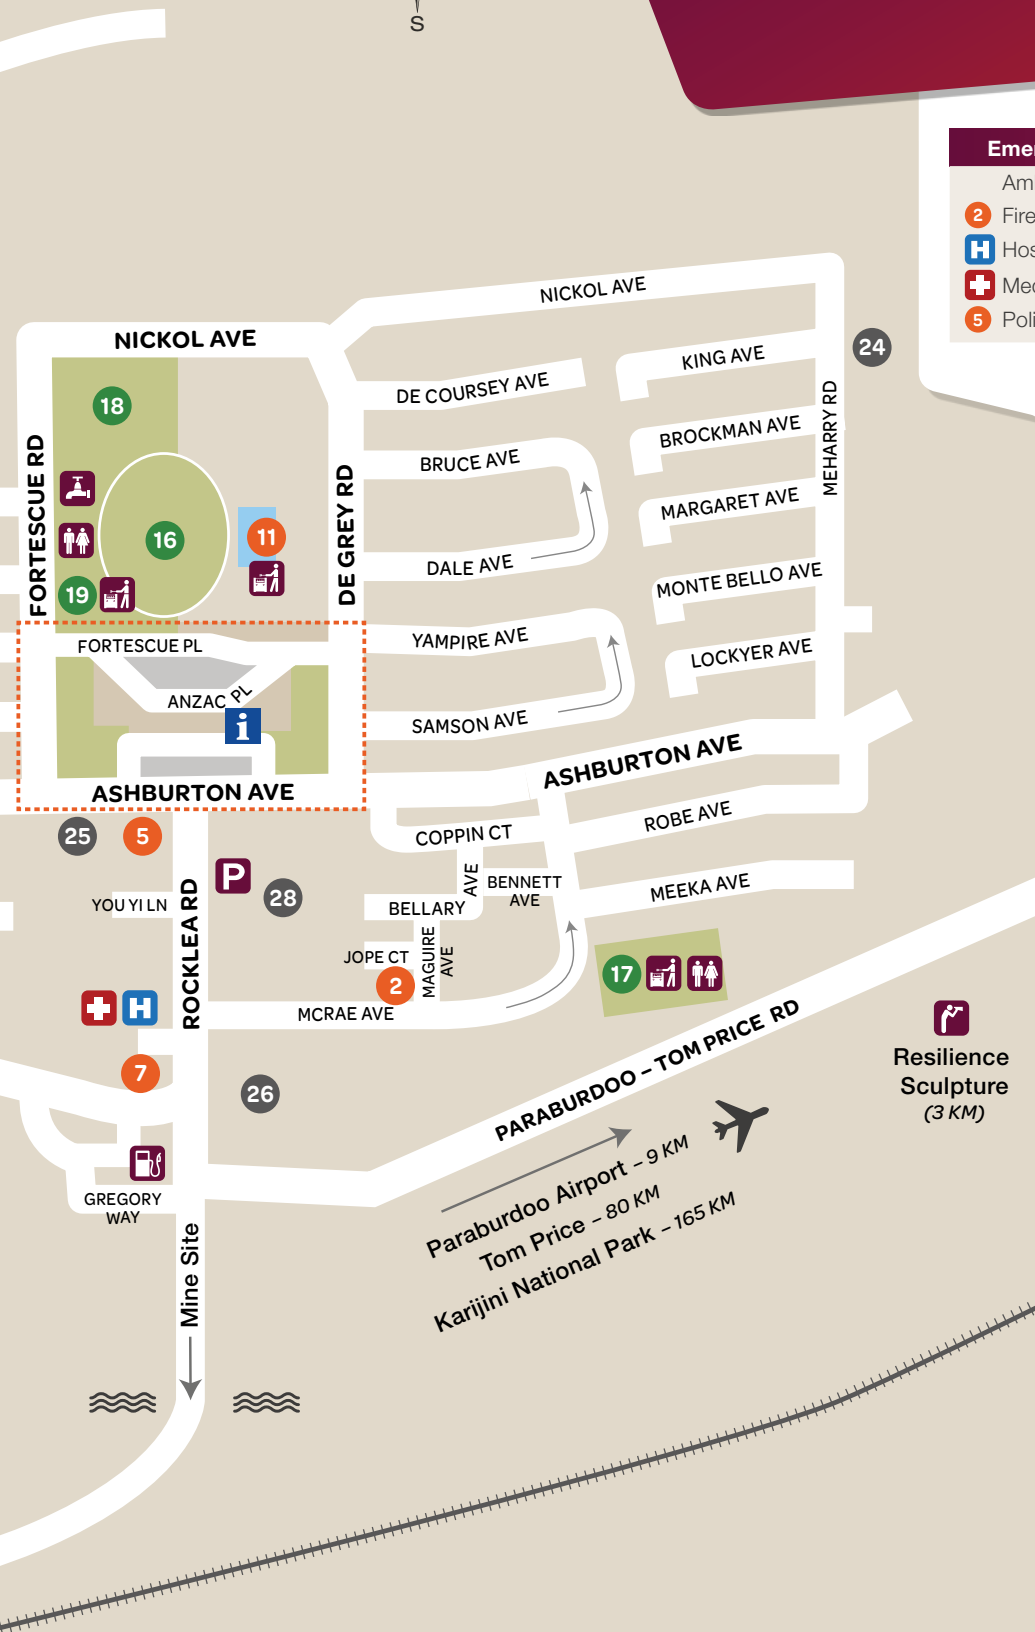 S
Eme
Am
2 Fire
H Hos
Med
5 Poli
NICKOL AVE
NICKOL AVE
24
KING AVE
DE COURSEY AVE
18
MEHARRY RD
BROCKMAN AVE
BRUCE AVE
FORTESCUE RD
DE GREY RD
MARGARET AVE
16
11
DALE AVE
MONTE BELLO AVE
19
YAMPIRE AVE
FORTESCUE PL
LOCKYER AVE
ANZAC PL
i
SAMSON AVE
ASHBURTON AVE
ASHBURTON AVE
ROBE AVE
25
5
COPPIN CT
P
28
AVE
BENNETT
AVE
MEEKA AVE
YOU YI LN
BELLARY
ROCKLEA RD
JOPE CT
MAGUIRE
AVE
2
17
H
MCRAE AVE
PARABURDOO – TOM PRICE RD
Resilience
Sculpture
(3 KM)
7
26
Paraburdoo Airport – 9 KM
Tom Price – 80 KM
Karijini National Park – 165 KM
GREGORY
WAY
Mine Site